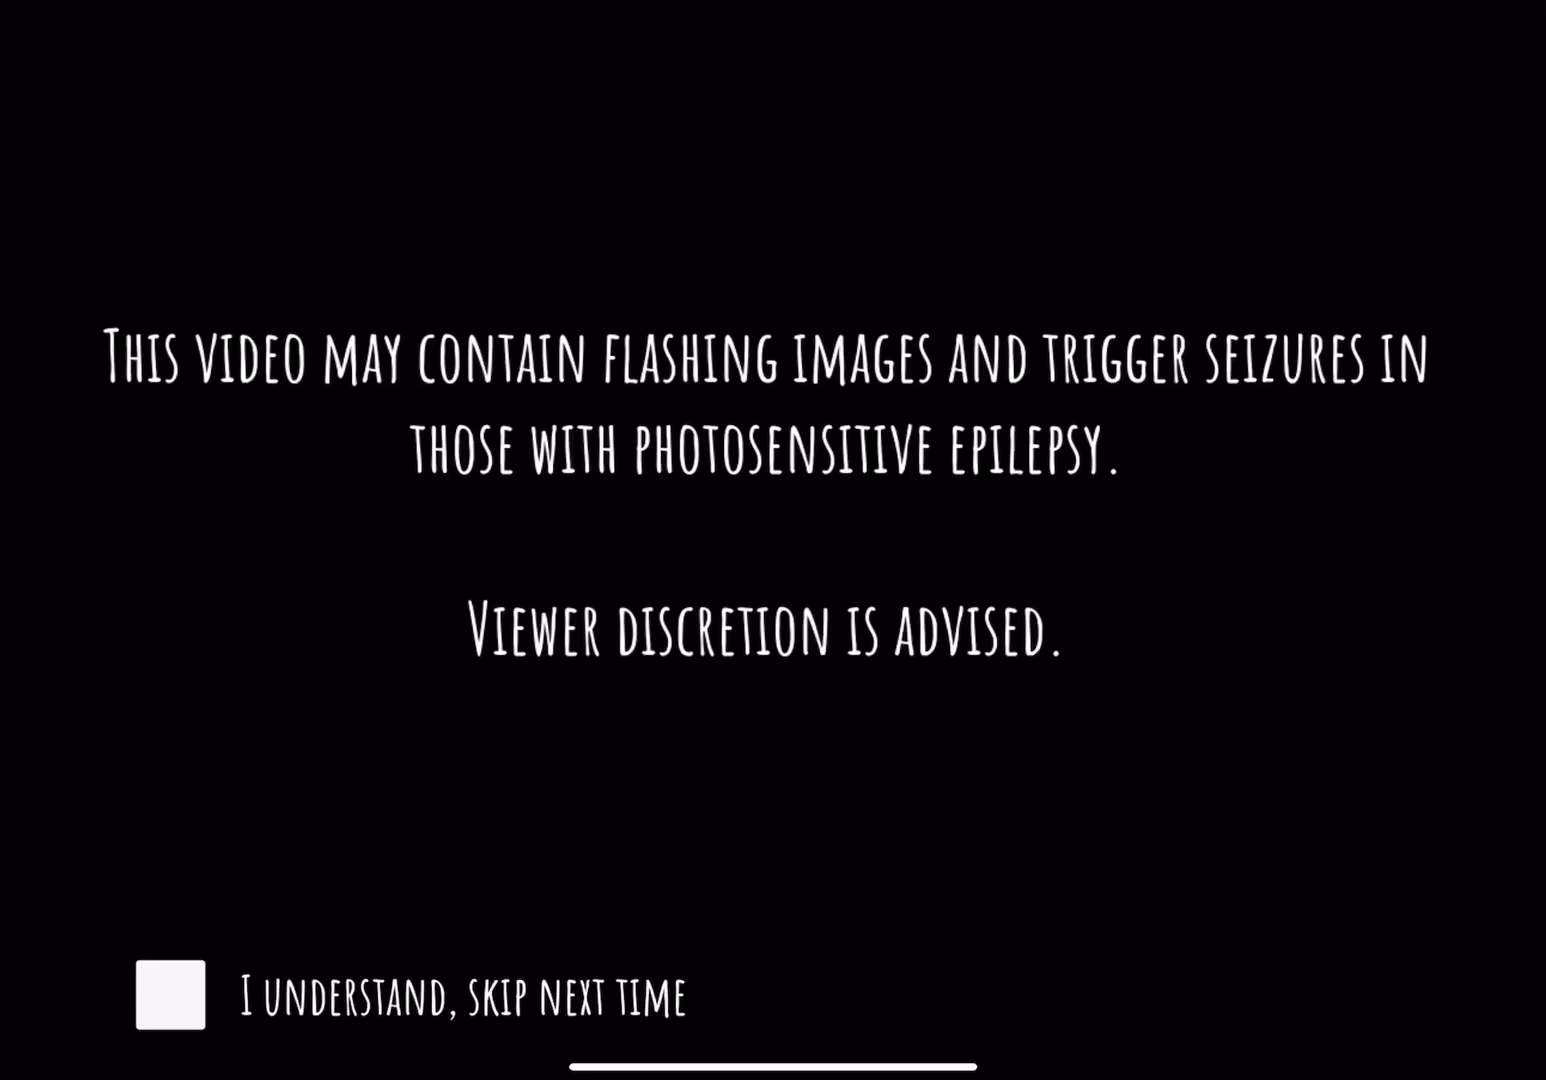 This video may contain flashing images and trigger seizures in
those with photosensitive epilepsy.
Viewer discretion is advised.
I understand, skip next time